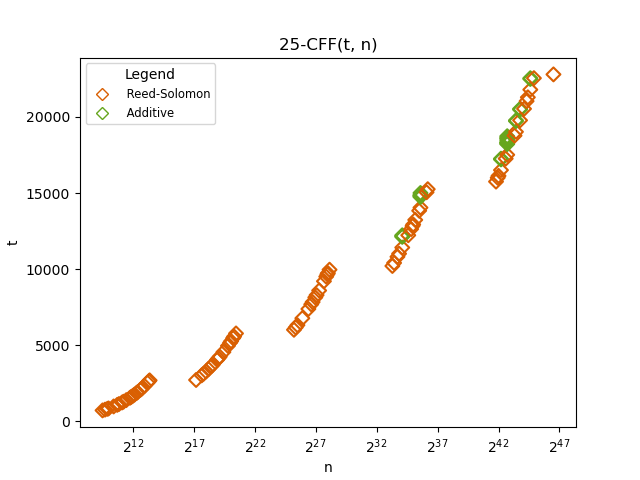 25-CFF(t, n)
Legend
Reed-Solomon
Additive
20000
15000
10000
5000
0
t
2^12 2^17 2^22 2^27 2^32 2^37 2^42 2^47
n